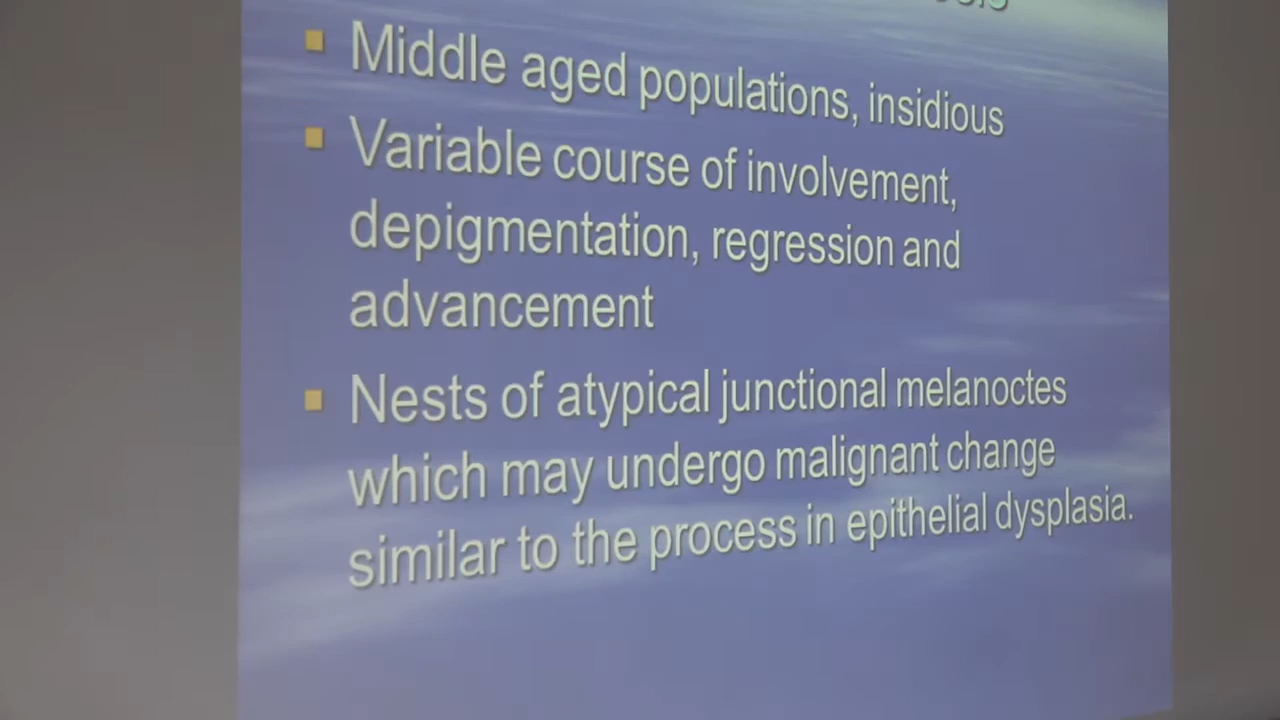 Middle aged populations, insidious
Variable course of involvement,
depigmentation, regression and
advancement
Nests of atypical junctional melanoctes
which may undergo malignant change
similar to the process in epithelial dysplasia.